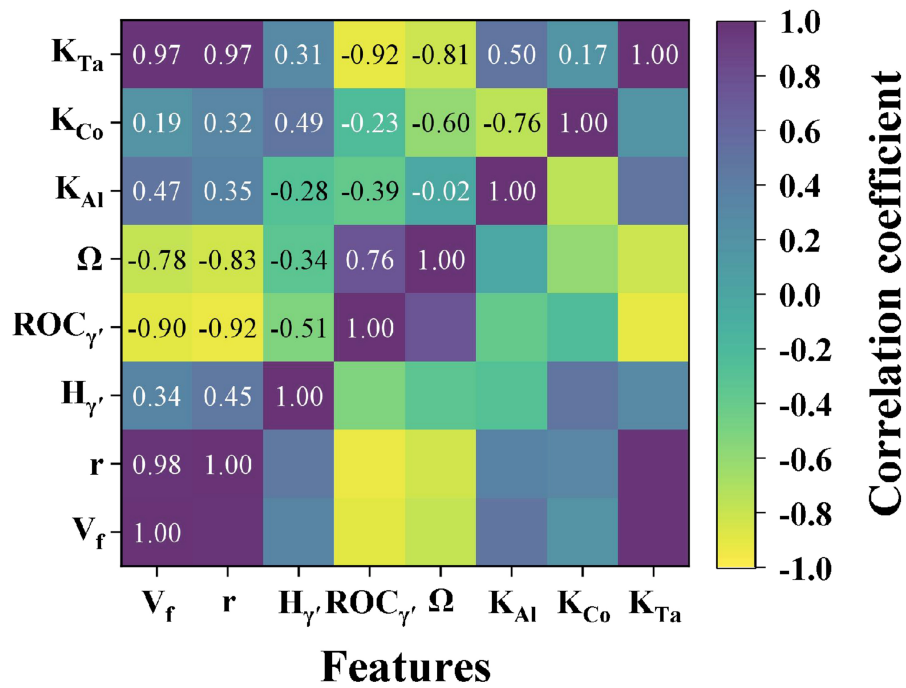 K_Ta 0.97 0.97 0.31 -0.92 -0.81 0.50 0.17 1.00
K_Co 0.19 0.32 0.49 -0.23 -0.60 -0.76 1.00
K_Al 0.47 0.35 -0.28 -0.39 -0.02 1.00
Ω -0.78 -0.83 -0.34 0.76 1.00
ROC_γ′ -0.90 -0.92 -0.51 1.00
H_γ′ 0.34 0.45 1.00
r 0.98 1.00
V_f 1.00
V_f r H_γ′ ROC_γ′ Ω K_Al K_Co K_Ta
Features
1.0
0.8
0.6
0.4
0.2
0.0
-0.2
-0.4
-0.6
-0.8
-1.0
Correlation coefficient